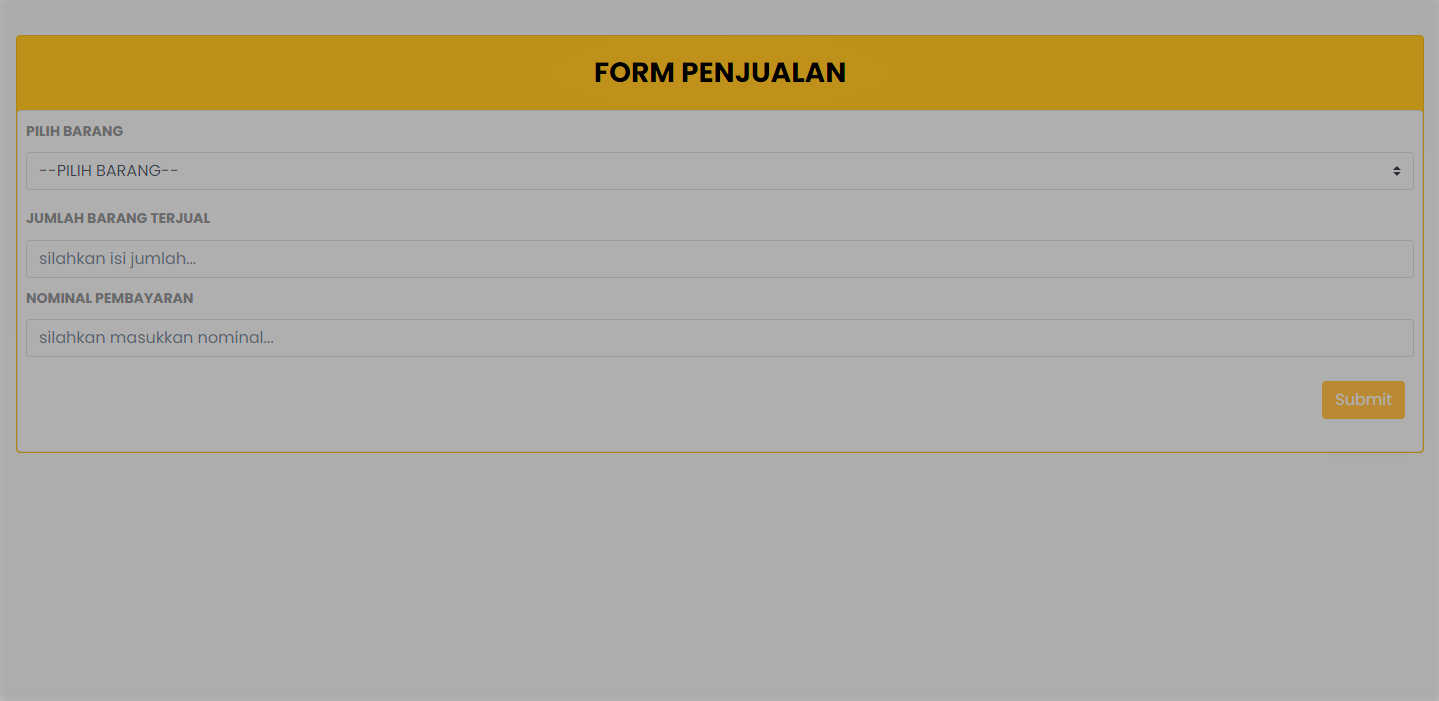 FORM PENJUALAN
PILIH BARANG
--PILIH BARANG--
JUMLAH BARANG TERJUAL
silahkan isi jumlah...
NOMINAL PEMBAYARAN
silahkan masukkan nominal...
Submit